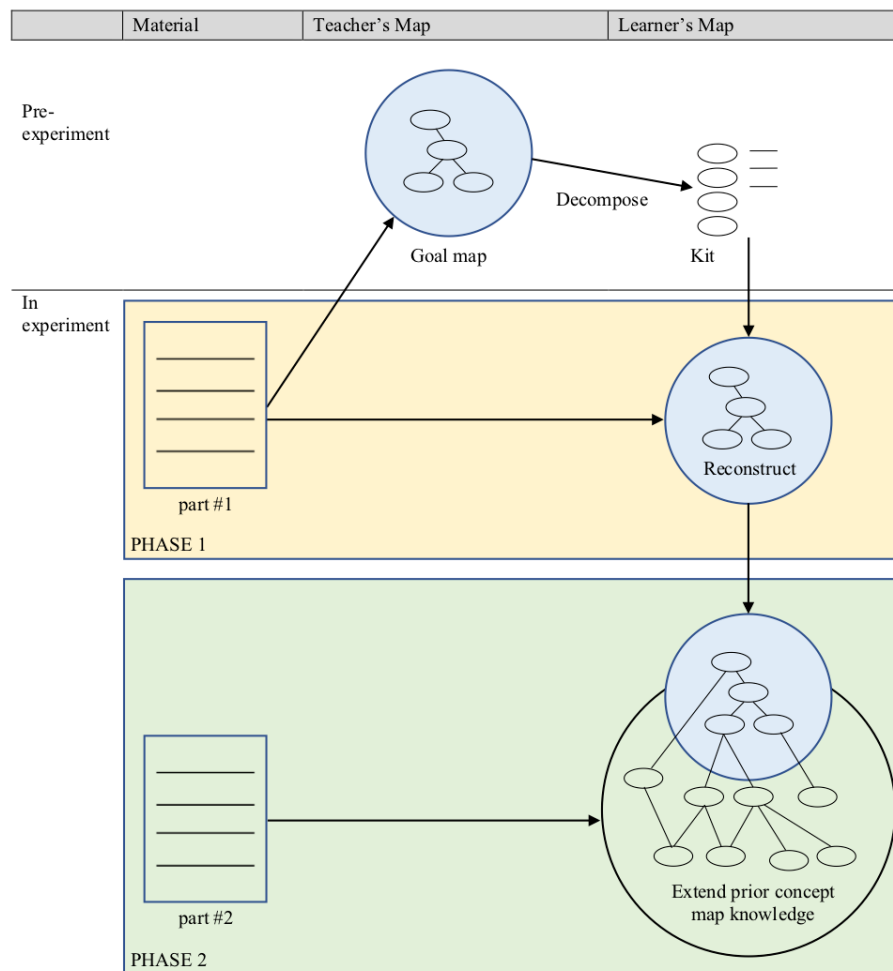 Material
Teacher's Map
Learner's Map
Pre-
experiment
Decompose
Goal map
Kit
In
experiment
Reconstruct
part #1
PHASE 1
Extend prior concept
map knowledge
part #2
PHASE 2